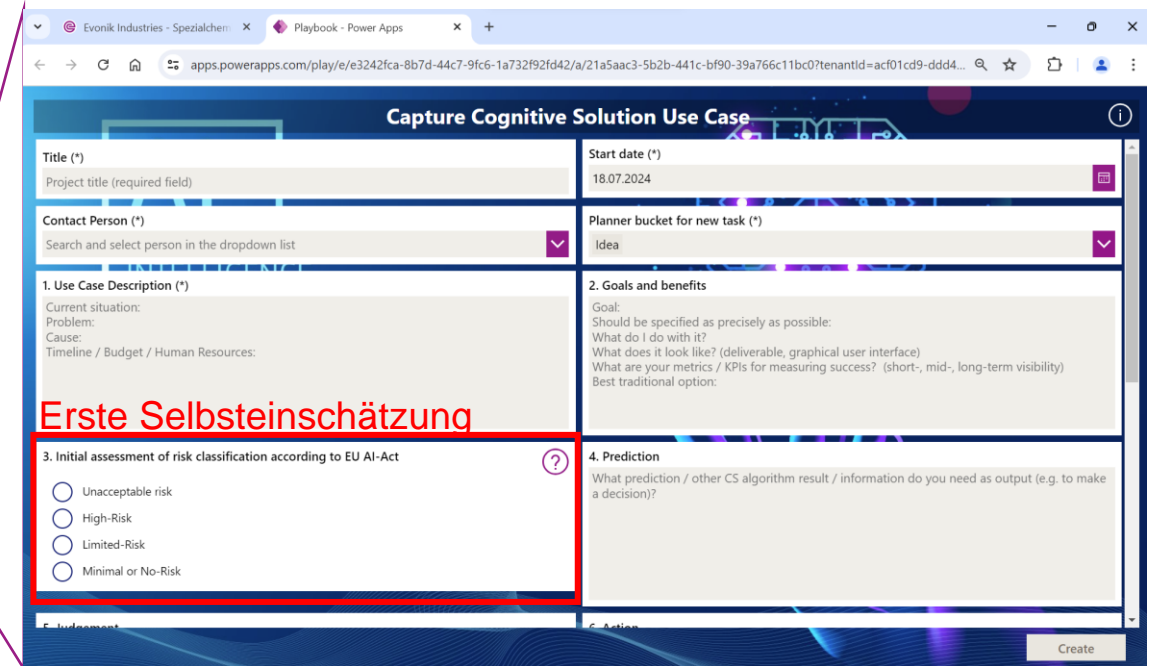 Evonik Industries - Spezialchem
Playbook - Power Apps
apps.powerapps.com/play/e/e3242fca-8b7d-44c7-9fc6-1a732f92fd42/a/21a5aac3-5b2b-441c-bf90-39a766c11bc0?tenantId=acf01cd9-ddd4...
Capture Cognitive Solution Use Case
Title (*)
Project title (required field)
Start date (*)
18.07.2024
Contact Person (*)
Search and select person in the dropdown list
Planner bucket for new task (*)
Idea
1. Use Case Description (*)
Current situation:
Problem:
Cause:
Timeline / Budget / Human Resources:
2. Goals and benefits
Goal:
Should be specified as precisely as possible:
What do I do with it?
What does it look like? (deliverable, graphical user interface)
What are your metrics / KPIs for measuring success? (short-, mid-, long-term visibility)
Best traditional option:
Erste Selbsteinschätzung
3. Initial assessment of risk classification according to EU AI-Act
?
Unacceptable risk
High-Risk
Limited-Risk
Minimal or No-Risk
4. Prediction
What prediction / other CS algorithm result / information do you need as output (e.g. to make
a decision)?
5. Judgement
6. Action
Create